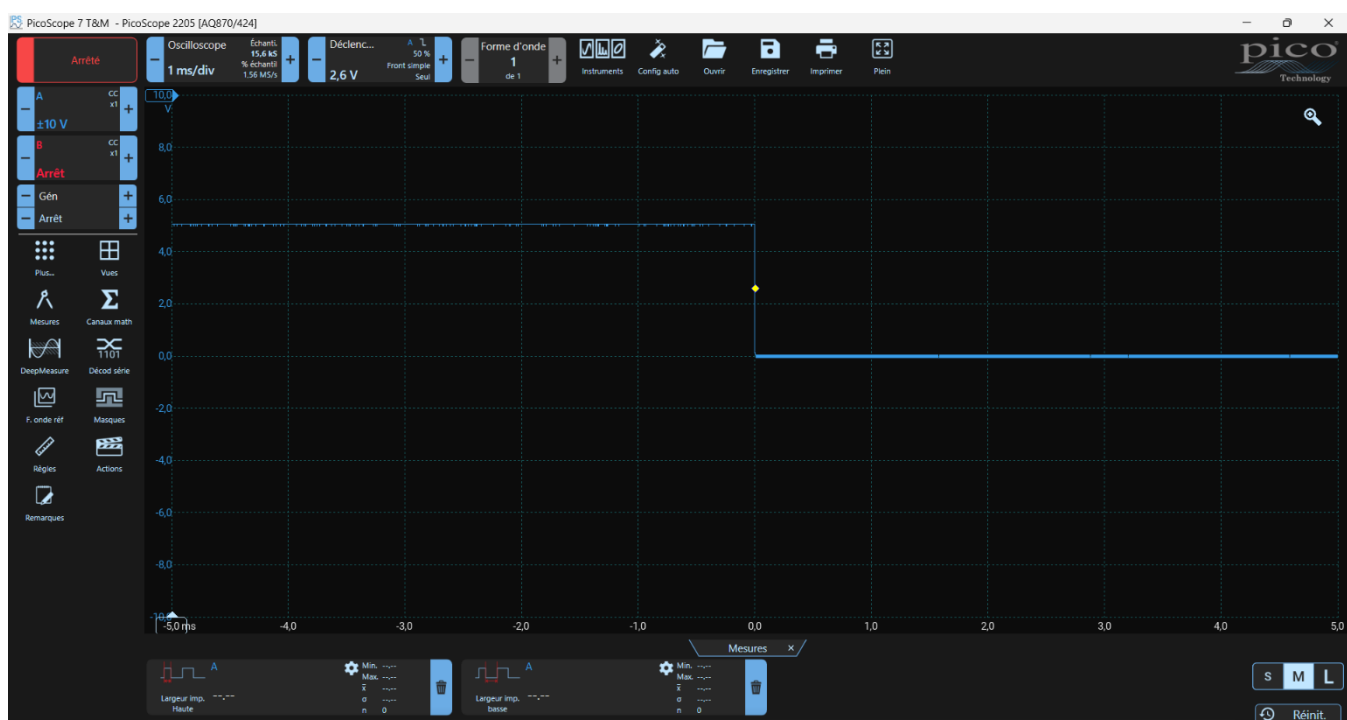 PicoScope 7 T&M - PicoScope 2205 [AQ870/424]
Arrêté
Oscilloscope
1 ms/div
Échanti.
15,6 kS
% échantil
1.56 MS/s
Déclenc...
2,6 V
A
50 %
Front simple
Seul
Forme d'onde
1
de 1
Instruments
Config auto
Ouvrir
Enregistrer
Imprimer
Plein
pico
Technology
A
CC
x1
±10 V
B
CC
x1
Arrêt
Gén
Arrêt
Plus...
Vues
Mesures
Canaux math
1101
DeepMeasure
Décod série
F. onde réf
Masques
Règles
Actions
Remarques
10,0
V
8,0
6,0
4,0
2,0
0,0
-2,0
-4,0
-6,0
-8,0
-10,0
-5,0 ms
-4,0
-3,0
-2,0
-1,0
0,0
1,0
2,0
3,0
4,0
5,0
Mesures ×
A
Largeur imp.
Haute
--,--
Min. --,--
Max. --,--
x̄ --,--
σ --,--
n 0
A
Largeur imp.
basse
--,--
Min. --,--
Max. --,--
x̄ --,--
σ --,--
n 0
S M L
Réinit.